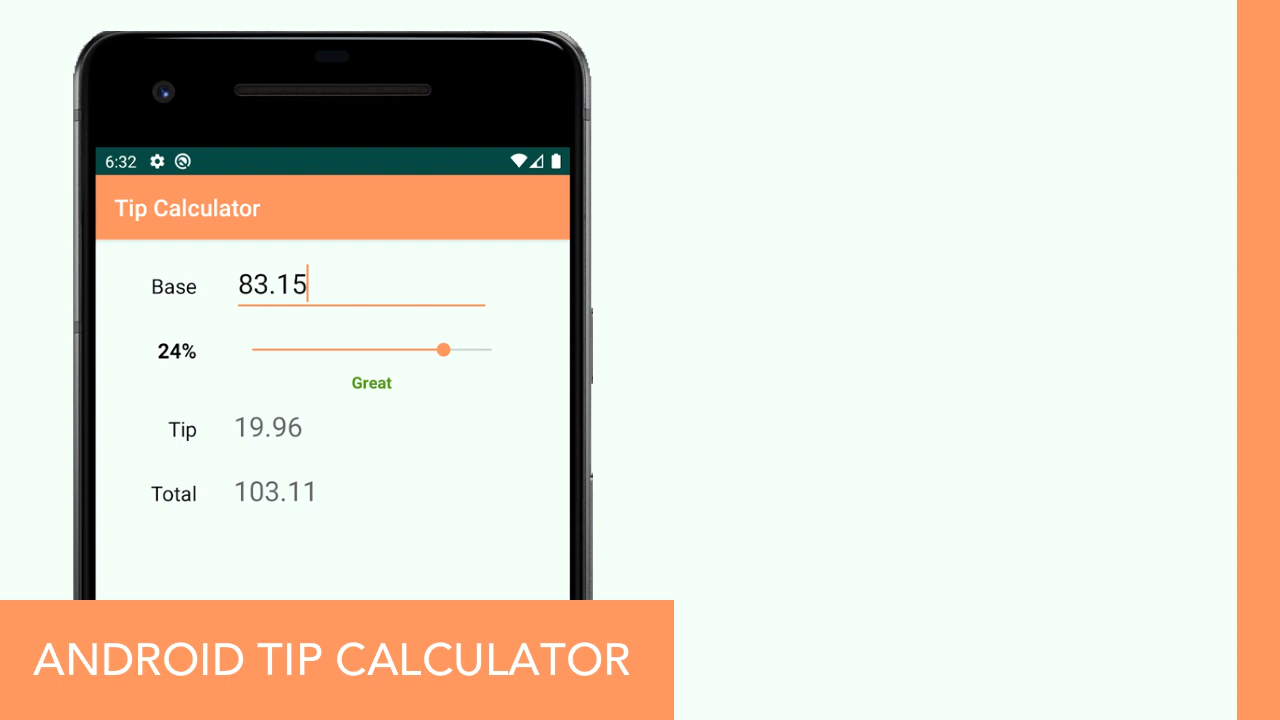 6:32
Tip Calculator
Base 83.15
24%
Great
Tip 19.96
Total 103.11
ANDROID TIP CALCULATOR